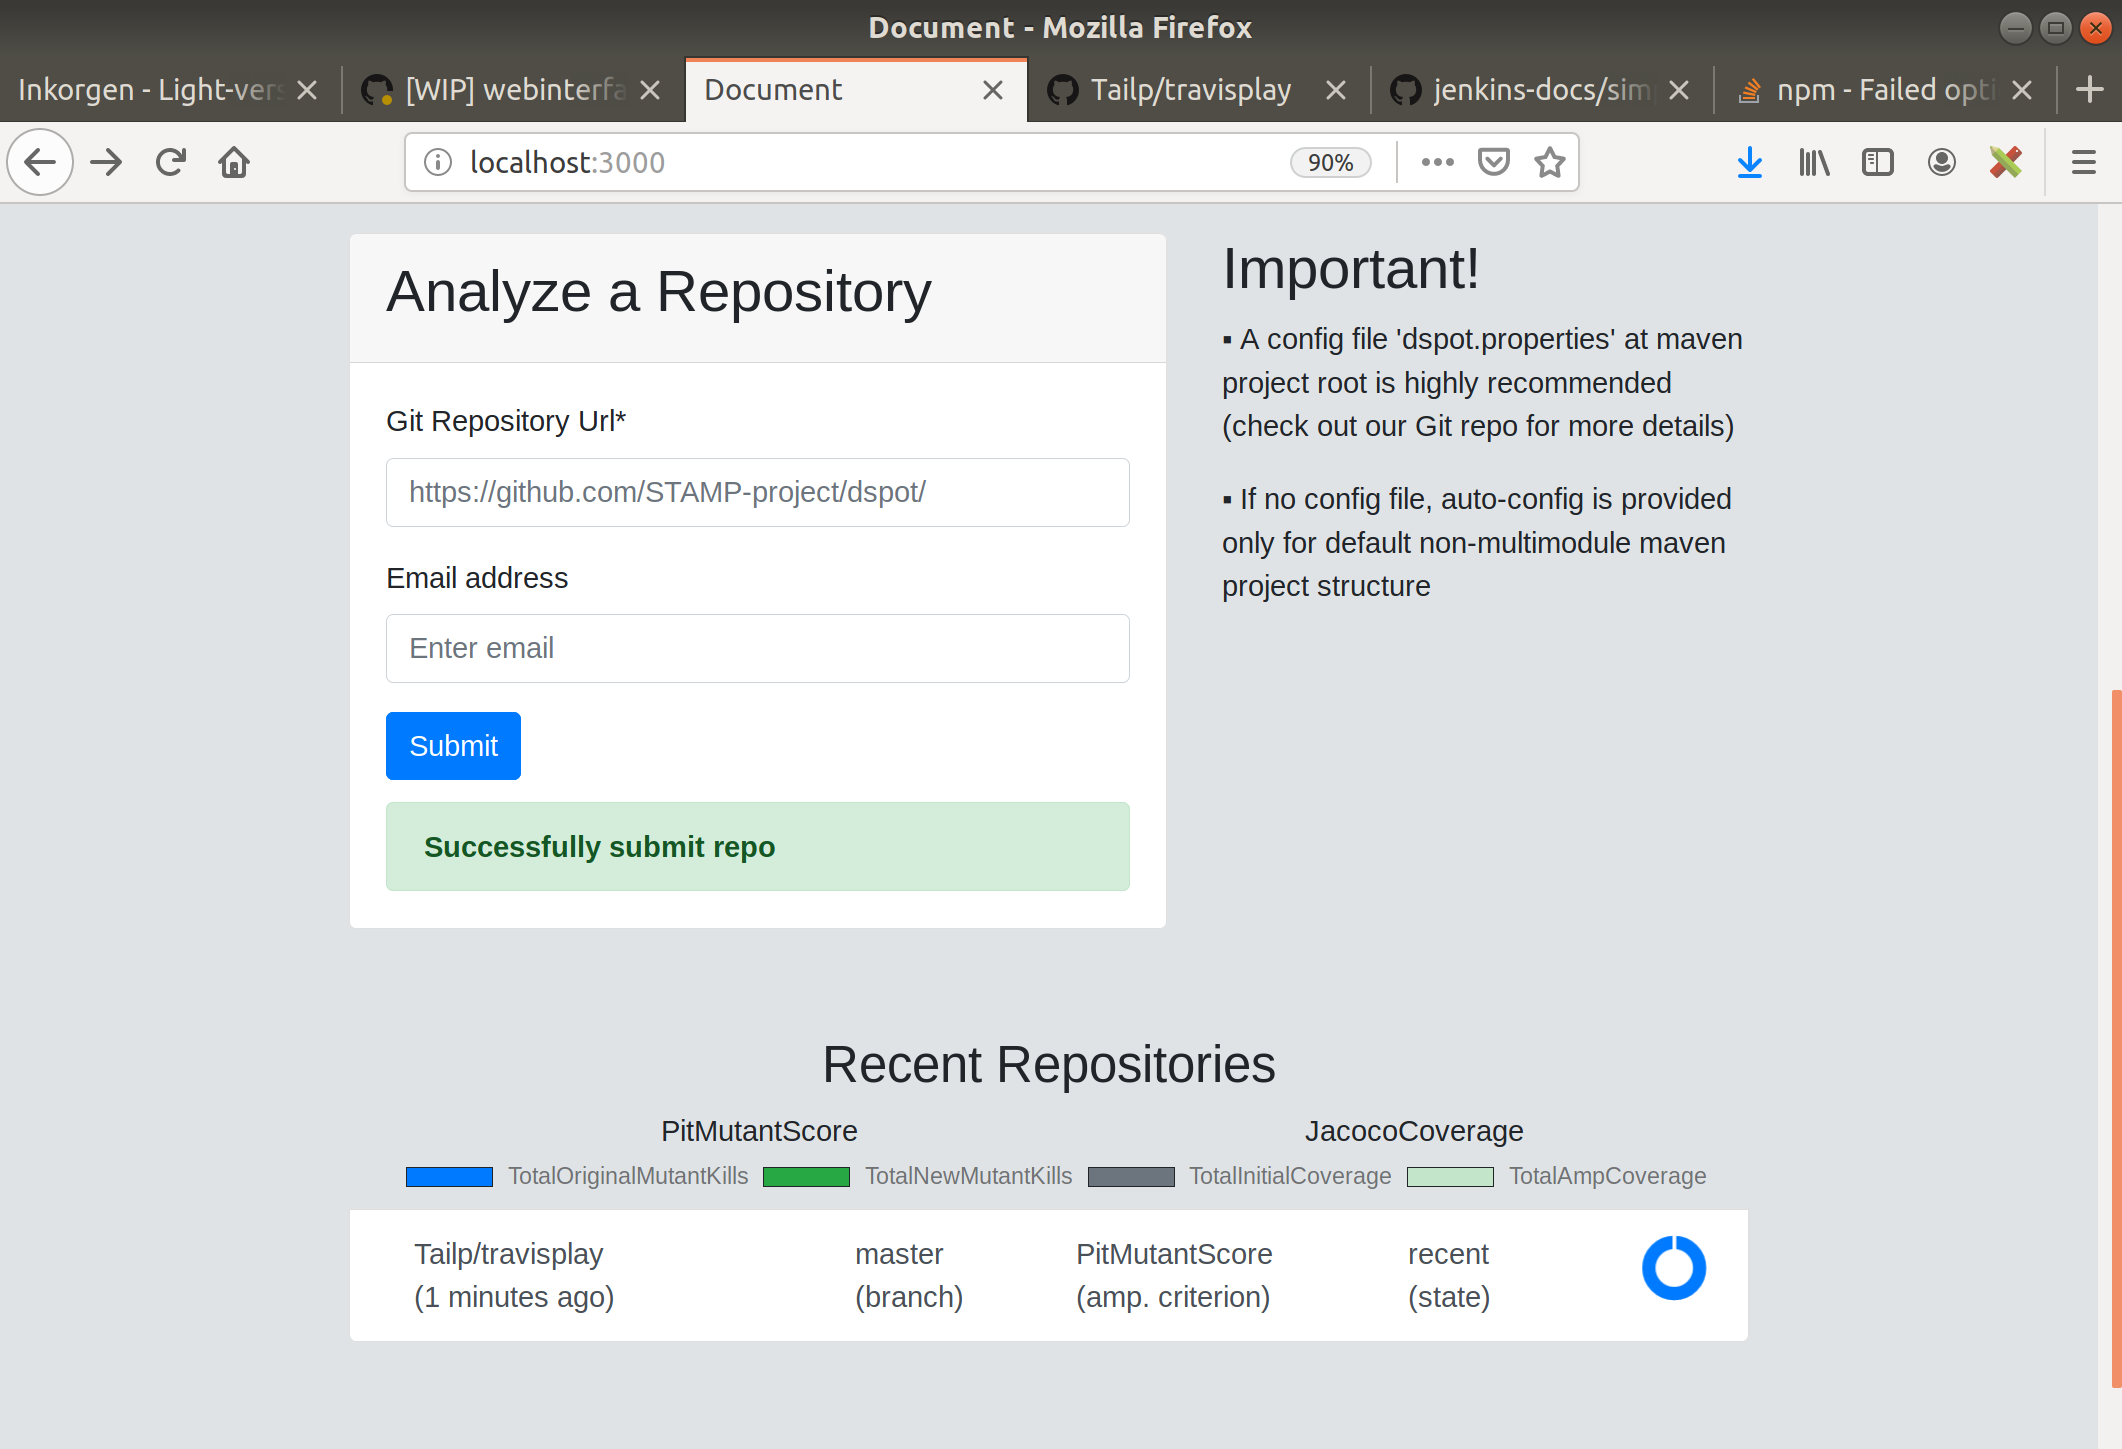 Document - Mozilla Firefox
Inkorgen - Light-vers
[WIP] webinterfa
Document
Tailp/travisplay
jenkins-docs/simp
npm - Failed opti
localhost:3000
90%
Analyze a Repository
Git Repository Url*
https://github.com/STAMP-project/dspot/
Email address
Enter email
Submit
Successfully submit repo
Important!
▪ A config file 'dspot.properties' at maven
project root is highly recommended
(check out our Git repo for more details)
▪ If no config file, auto-config is provided
only for default non-multimodule maven
project structure
Recent Repositories
PitMutantScore
JacocoCoverage
TotalOriginalMutantKills
TotalNewMutantKills
TotalInitialCoverage
TotalAmpCoverage
Tailp/travisplay
(1 minutes ago)
master
(branch)
PitMutantScore
(amp. criterion)
recent
(state)